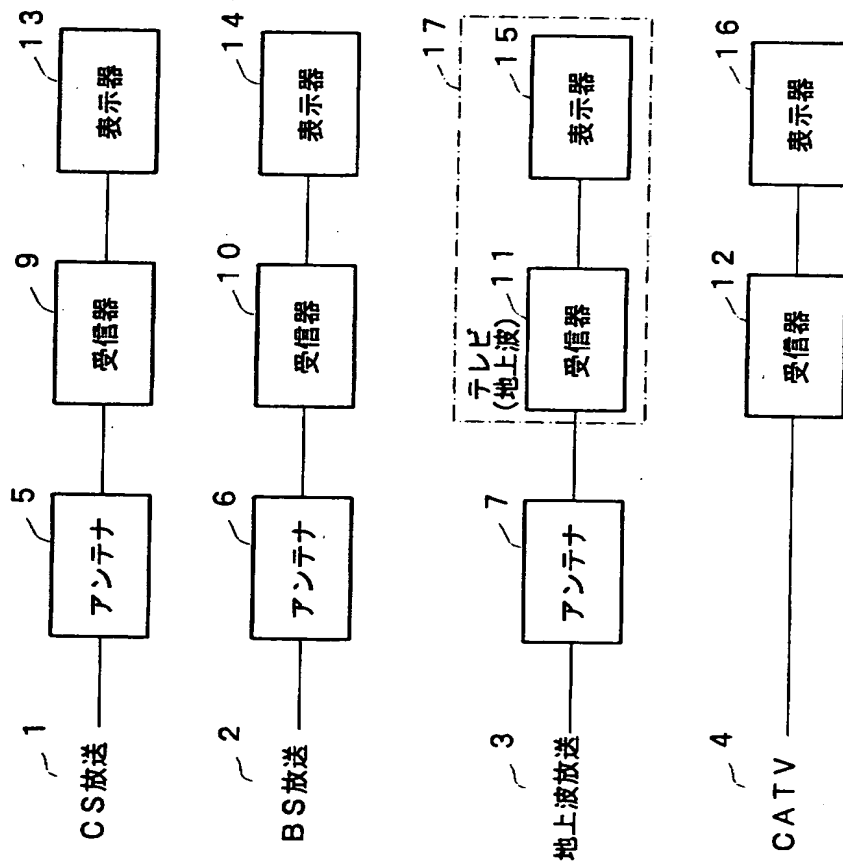 1
CS放送
5
アンテナ
9
受信器
13
表示器
2
BS放送
6
アンテナ
10
受信器
14
表示器
3
地上波放送
7
アンテナ
テレビ
(地上波)
11
受信器
15
表示器
17
4
CATV
12
受信器
16
表示器